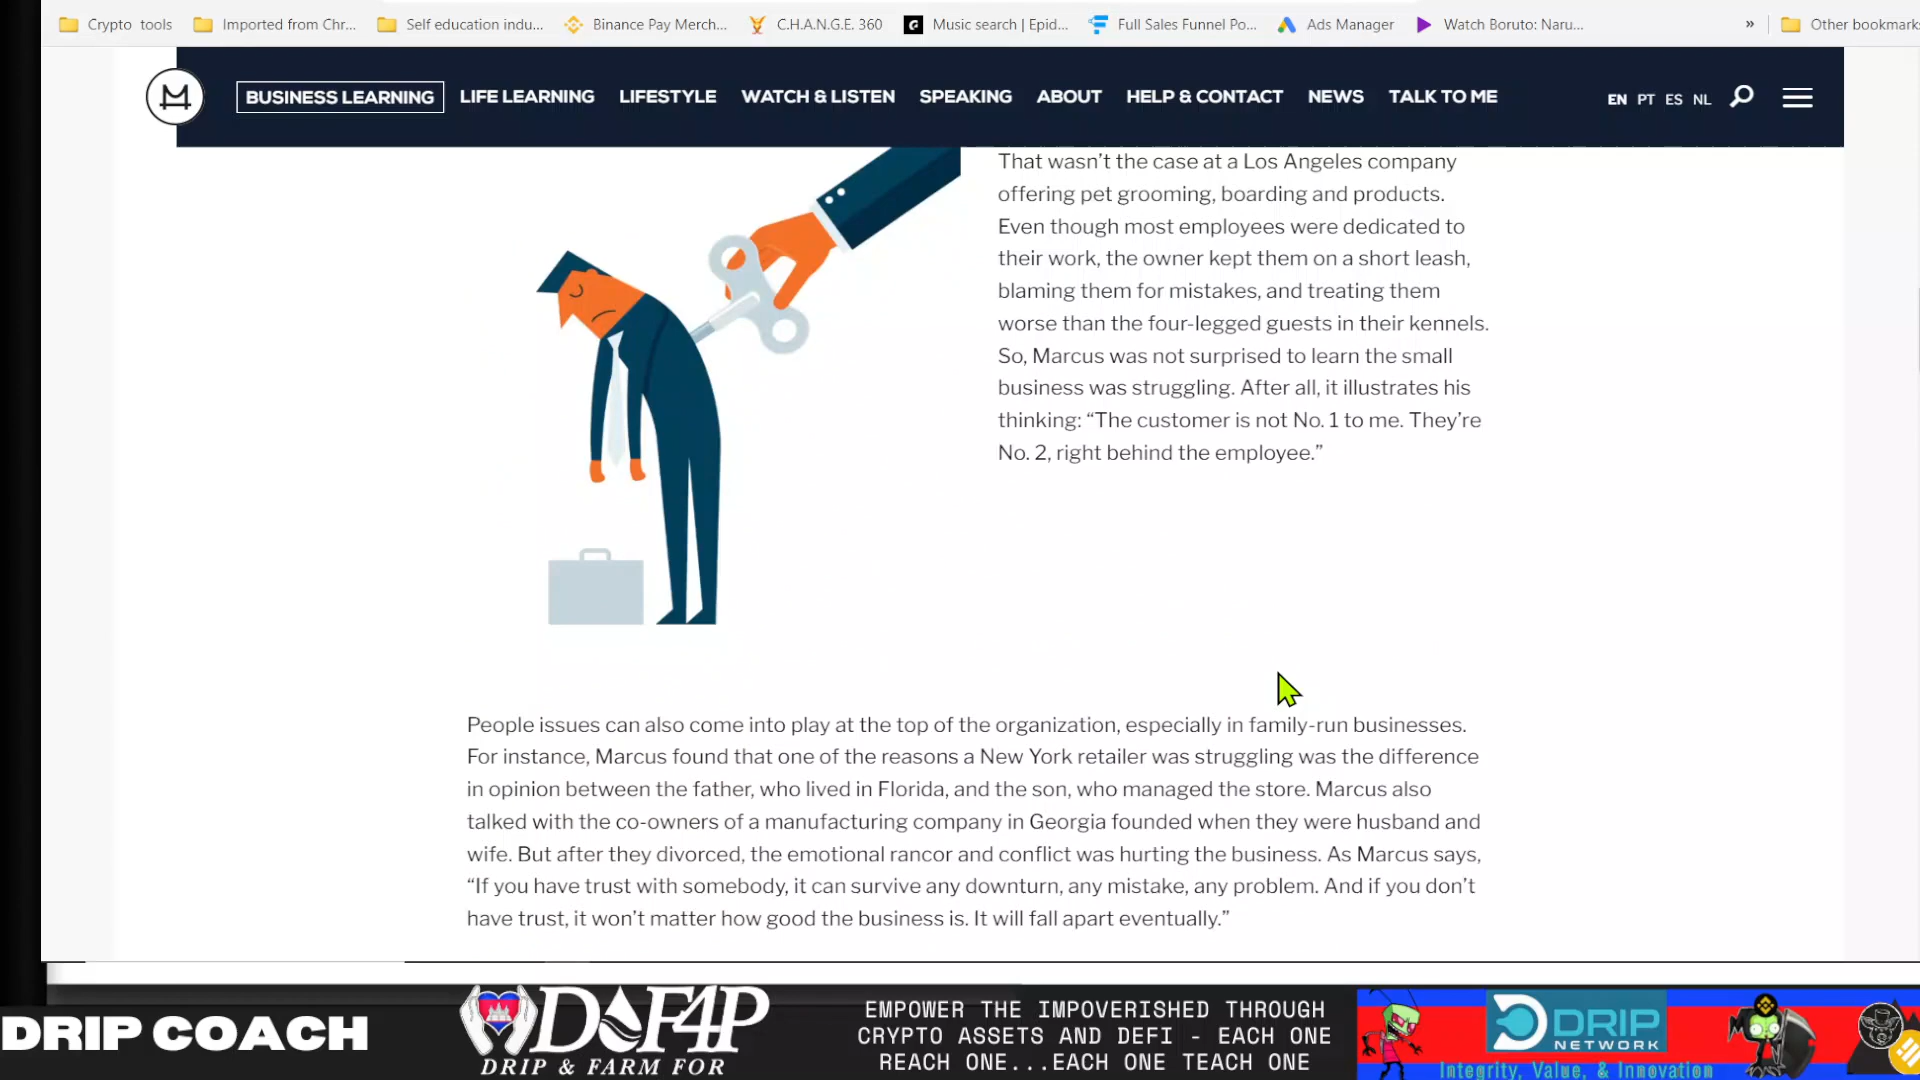 Crypto tools
Imported from Chr...
Self education indu...
Binance Pay Merch...
C.H.A.N.G.E. 360
Music search | Epid...
Full Sales Funnel Po...
Ads Manager
Watch Boruto: Naru...
»
Other bookmarks
BUSINESS LEARNING
LIFE LEARNING
LIFESTYLE
WATCH & LISTEN
SPEAKING
ABOUT
HELP & CONTACT
NEWS
TALK TO ME
EN PT ES NL
That wasn’t the case at a Los Angeles company
offering pet grooming, boarding and products.
Even though most employees were dedicated to
their work, the owner kept them on a short leash,
blaming them for mistakes, and treating them
worse than the four-legged guests in their kennels.
So, Marcus was not surprised to learn the small
business was struggling. After all, it illustrates his
thinking: “The customer is not No. 1 to me. They’re
No. 2, right behind the employee.”
People issues can also come into play at the top of the organization, especially in family-run businesses.
For instance, Marcus found that one of the reasons a New York retailer was struggling was the difference
in opinion between the father, who lived in Florida, and the son, who managed the store. Marcus also
talked with the co-owners of a manufacturing company in Georgia founded when they were husband and
wife. But after they divorced, the emotional rancor and conflict was hurting the business. As Marcus says,
“If you have trust with somebody, it can survive any downturn, any mistake, any problem. And if you don’t
have trust, it won’t matter how good the business is. It will fall apart eventually.”
DRIP COACH
D&F4P
DRIP & FARM FOR
EMPOWER THE IMPOVERISHED THROUGH
CRYPTO ASSETS AND DEFI - EACH ONE
REACH ONE...EACH ONE TEACH ONE
DRIP
NETWORK
Integrity, Value, & Innovation